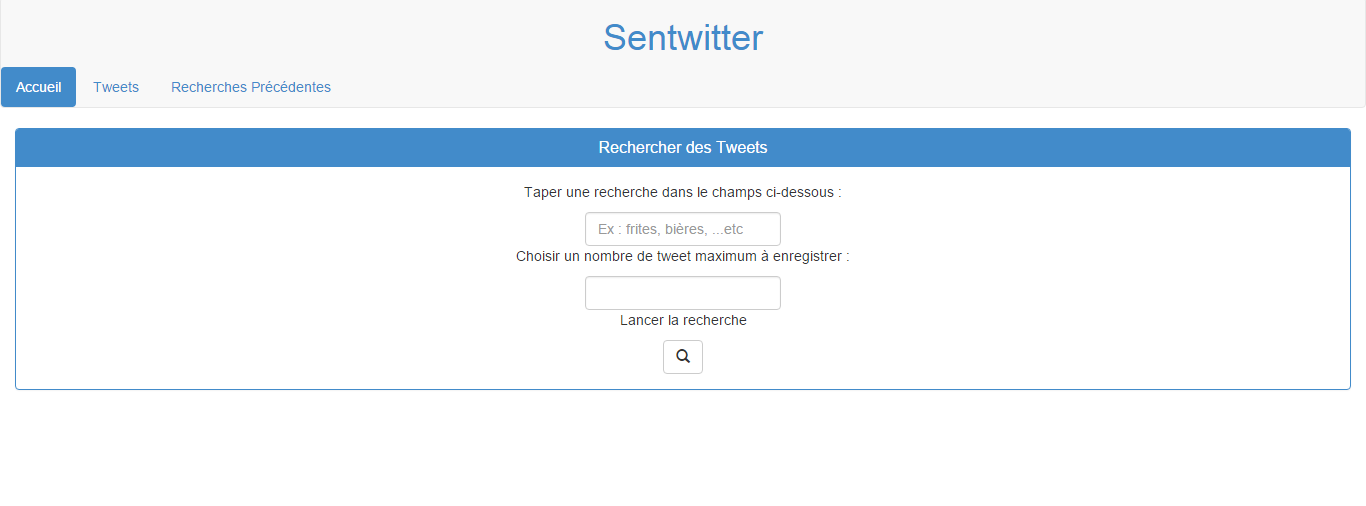 Sentwitter
Accueil Tweets Recherches Précédentes
Rechercher des Tweets
Taper une recherche dans le champs ci-dessous :
Ex : frites, bières, ...etc
Choisir un nombre de tweet maximum à enregistrer :
Lancer la recherche